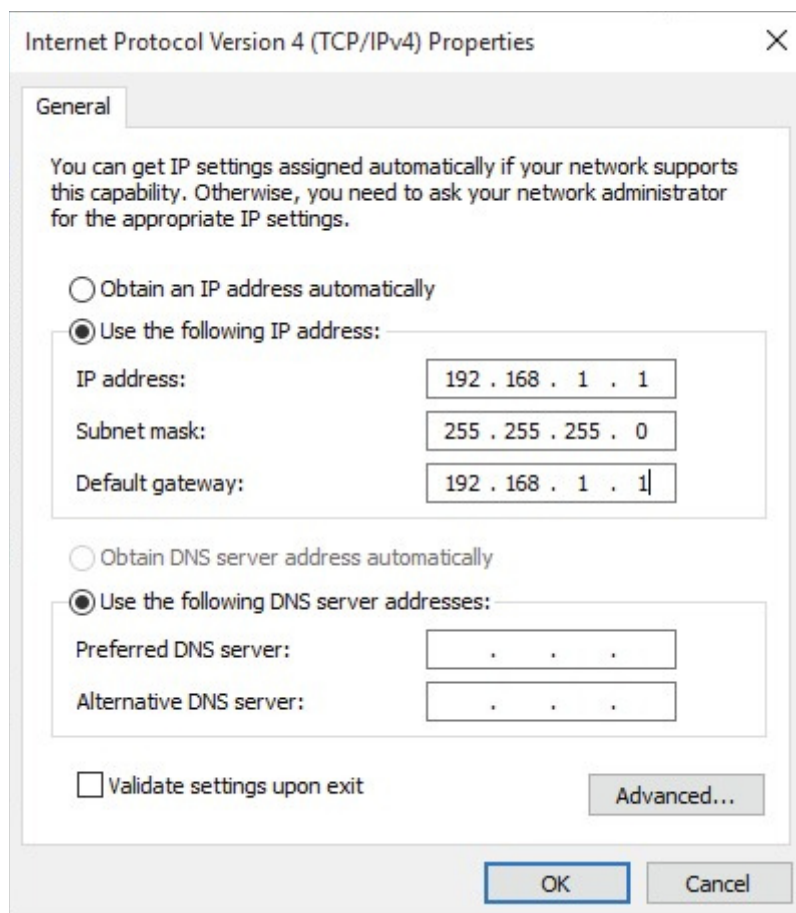 Internet Protocol Version 4 (TCP/IPv4) Properties
General
You can get IP settings assigned automatically if your network supports
this capability. Otherwise, you need to ask your network administrator
for the appropriate IP settings.
Obtain an IP address automatically
Use the following IP address:
IP address: 192 . 168 . 1 . 1
Subnet mask: 255 . 255 . 255 . 0
Default gateway: 192 . 168 . 1 . 1
Obtain DNS server address automatically
Use the following DNS server addresses:
Preferred DNS server: . . .
Alternative DNS server: . . .
Validate settings upon exit
Advanced...
OK Cancel